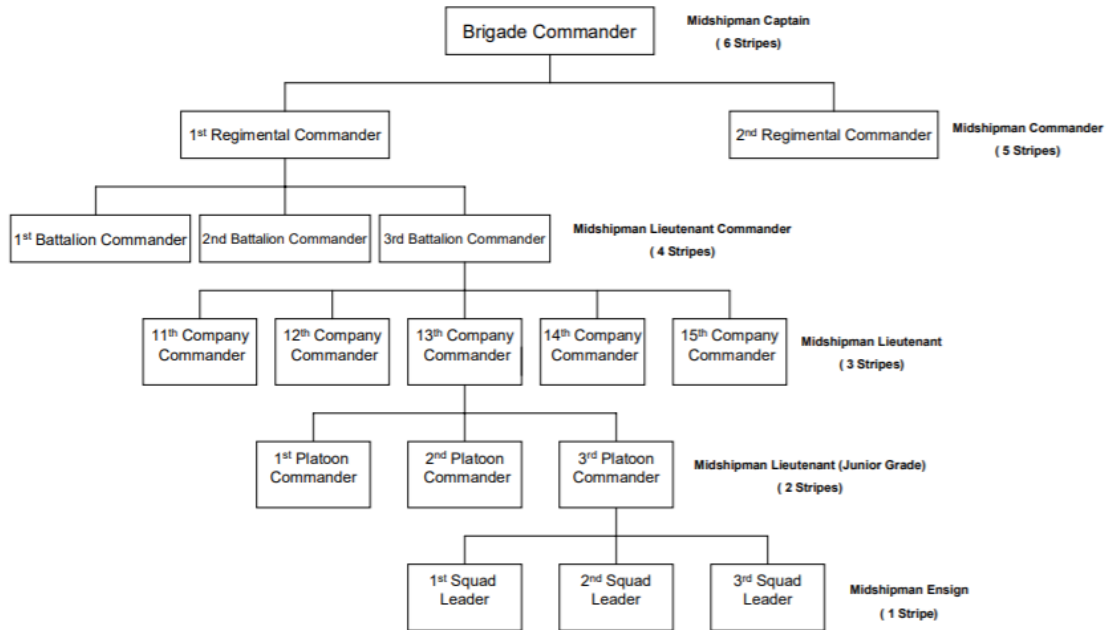 Brigade Commander
Midshipman Captain
( 6 Stripes)
1st Regimental Commander
2nd Regimental Commander
Midshipman Commander
( 5 Stripes)
1st Battalion Commander
2nd Battalion Commander
3rd Battalion Commander
Midshipman Lieutenant Commander
( 4 Stripes)
11th Company
Commander
12th Company
Commander
13th Company
Commander
14th Company
Commander
15th Company
Commander
Midshipman Lieutenant
( 3 Stripes)
1st Platoon
Commander
2nd Platoon
Commander
3rd Platoon
Commander
Midshipman Lieutenant (Junior Grade)
( 2 Stripes)
1st Squad
Leader
2nd Squad
Leader
3rd Squad
Leader
Midshipman Ensign
( 1 Stripe)